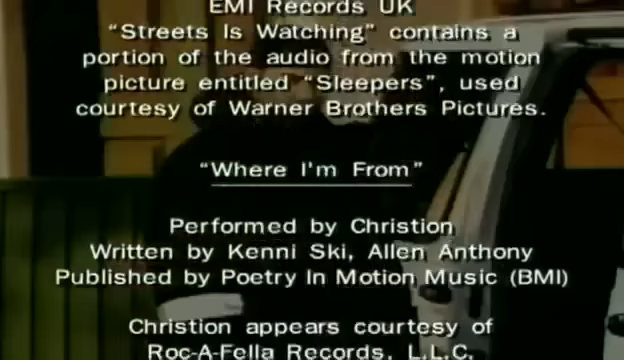 EMI Records UK
“Streets Is Watching” contains a
portion of the audio from the motion
picture entitled “Sleepers”, used
courtesy of Warner Brothers Pictures.
“Where I'm From”
Performed by Christion
Written by Kenni Ski, Allen Anthony
Published by Poetry In Motion Music (BMI)
Christion appears courtesy of
Roc-A-Fella Records, L.L.C.